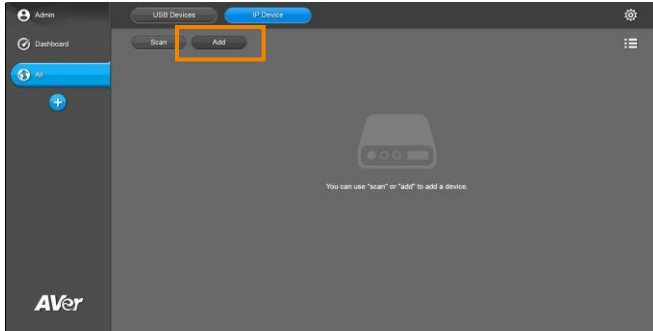 Admin
USB Devices
IP Device
Dashboard
Scan
Add
All
You can use "scan" or "add" to add a device.
AVer